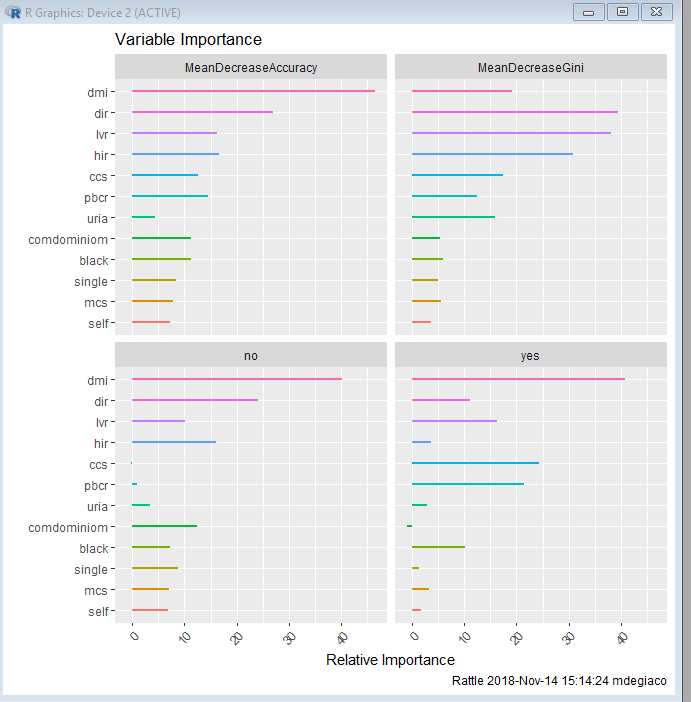 R Graphics: Device 2 (ACTIVE)
Variable Importance
MeanDecreaseAccuracy
MeanDecreaseGini
dmi
dir
lvr
hir
ccs
pbcr
uria
comdominiom
black
single
mcs
self
no
yes
dmi
dir
lvr
hir
ccs
pbcr
uria
comdominiom
black
single
mcs
self
0 10 20 30 40 0 10 20 30 40
Relative Importance
Rattle 2018-Nov-14 15:14:24 mdegiaco